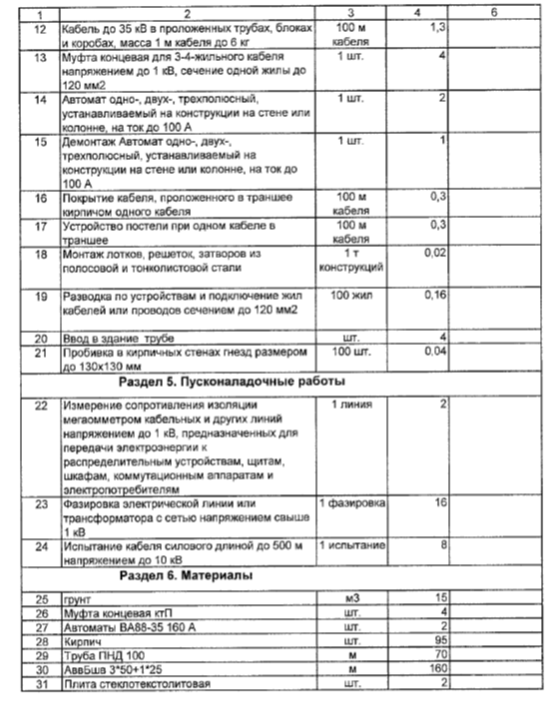 1 2 3 4 6
12 Кабель до 35 кВ в проложенных трубах, блоках 100 м 1,3
и коробах, масса 1 м кабеля до 6 кг кабеля
13 Муфта концевая для 3-4-жильного кабеля 1 шт. 4
напряжением до 1 кВ, сечение одной жилы до
120 мм2
14 Автомат одно-, двух-, трехполюсный, 1 шт. 2
устанавливаемый на конструкции на стене или
колонне, на ток до 100 А
15 Демонтаж Автомат одно-, двух-, 1 шт. 1
трехполюсный, устанавливаемый на
конструкции на стене или колонне, на ток до
100 А
16 Покрытие кабеля, проложенного в траншее 100 м 0,3
кирпичом одного кабеля кабеля
17 Устройство постели при одном кабеле в 100 м 0,3
траншее кабеля
18 Монтаж лотков, решеток, затворов из 1 т 0,02
полосовой и тонколистовой стали конструкций
19 Разводка по устройствам и подключение жил 100 жил 0,16
кабелей или проводов сечением до 120 мм2
20 Ввод в здание трубе шт. 4
21 Пробивка в кирпичных стенах гнезд размером 100 шт. 0,04
до 130х130 мм
Раздел 5. Пусконаладочные работы
22 Измерение сопротивления изоляции 1 линия 2
мегаомметром кабельных и других линий
напряжением до 1 кВ, предназначенных для
передачи электроэнергии к
распределительным устройствам, щитам,
шкафам, коммутационным аппаратам и
электропотребителям
23 Фазировка электрической линии или 1 фазировка 16
трансформатора с сетью напряжением свыше
1 кВ
24 Испытание кабеля силового длиной до 500 м 1 испытание 8
напряжением до 10 кВ
Раздел 6. Материалы
25 грунт м3 15
26 Муфта концевая ктП шт. 4
27 Автоматы ВА88-35 160 А шт. 2
28 Кирпич шт. 95
29 Труба ПНД 100 м 70
30 АввБшв 3*50+1*25 м 160
31 Плита стеклотекстолитовая шт. 2